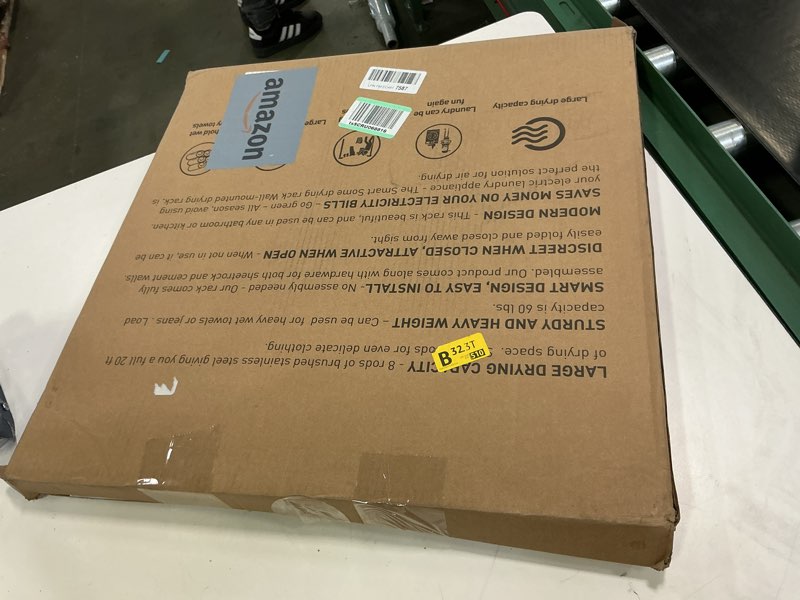 LARGE DRYING CAPACITY - 8 rods of brushed stainless steel giving you a full 20 ft
of drying space. rods for even delicate clothing.
STURDY AND HEAVY WEIGHT – Can be used for heavy wet towels or jeans. Load
capacity is 60 lbs.
SMART DESIGN, EASY TO INSTALL- No assembly needed - Our rack comes fully
assembled. Our product comes along with hardware for both sheetrock and cement walls.
DISCREET WHEN CLOSED, ATTRACTIVE WHEN OPEN - When not in use, it can be
easily folded and closed away from sight.
MODERN DESIGN - This rack is beautiful, and can be used in any bathroom or kitchen.
SAVES MONEY ON YOUR ELECTRICITY BILLS - Go green – All season, avoid using
your electric laundry appliance - The Smart Some drying rack Wall-mounted drying rack, is
the perfect solution for air drying.
Large drying capacity
Laundry can be
fun again
hold wet
towels
amazon
7587
B 323T
510